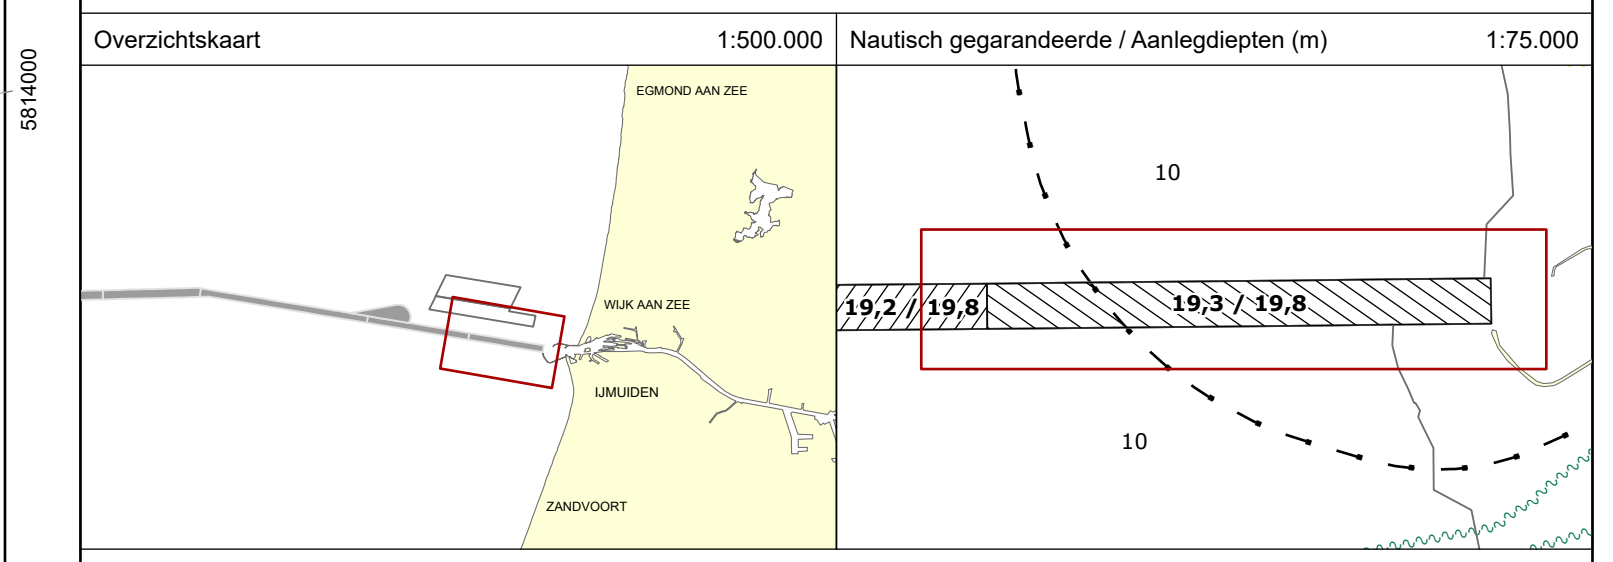 5814000
Overzichtskaart 1:500.000
EGMOND AAN ZEE
WIJK AAN ZEE
IJMUIDEN
ZANDVOORT
Nautisch gegarandeerde / Aanlegdiepten (m) 1:75.000
10
19,2 / 19,8
19,3 / 19,8
10